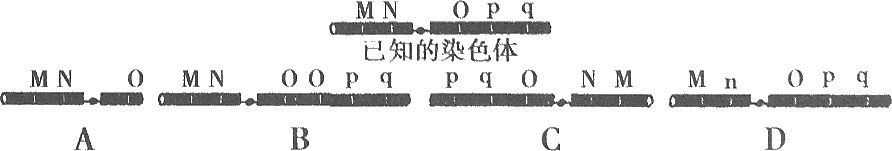 M N O p q
已知的染色体
M N O M N O O p q p q O N M M n O p q
A B C D